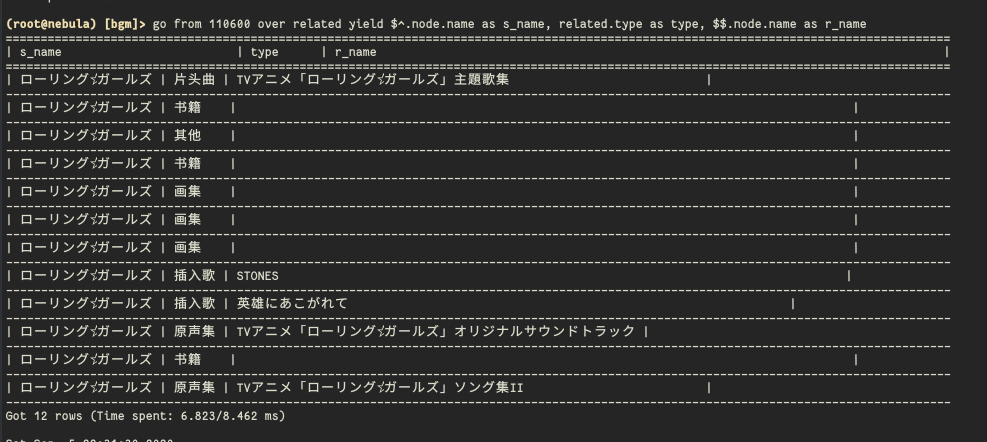 (root@nebula) [bgm]> go from 110600 over related yield $^.node.name as s_name, related.type as type, $$.node.name as r_name
| s_name | type | r_name |
| ローリング☆ガールズ | 片头曲 | TVアニメ「ローリング☆ガールズ」主題歌集 |
| ローリング☆ガールズ | 书籍 | |
| ローリング☆ガールズ | 其他 | |
| ローリング☆ガールズ | 书籍 | |
| ローリング☆ガールズ | 画集 | |
| ローリング☆ガールズ | 画集 | |
| ローリング☆ガールズ | 画集 | |
| ローリング☆ガールズ | 插入歌 | STONES |
| ローリング☆ガールズ | 插入歌 | 英雄にあこがれて |
| ローリング☆ガールズ | 原声集 | TVアニメ「ローリング☆ガールズ」オリジナルサウンドトラック |
| ローリング☆ガールズ | 书籍 | |
| ローリング☆ガールズ | 原声集 | TVアニメ「ローリング☆ガールズ」ソング集II |
Got 12 rows (Time spent: 6.823/8.462 ms)